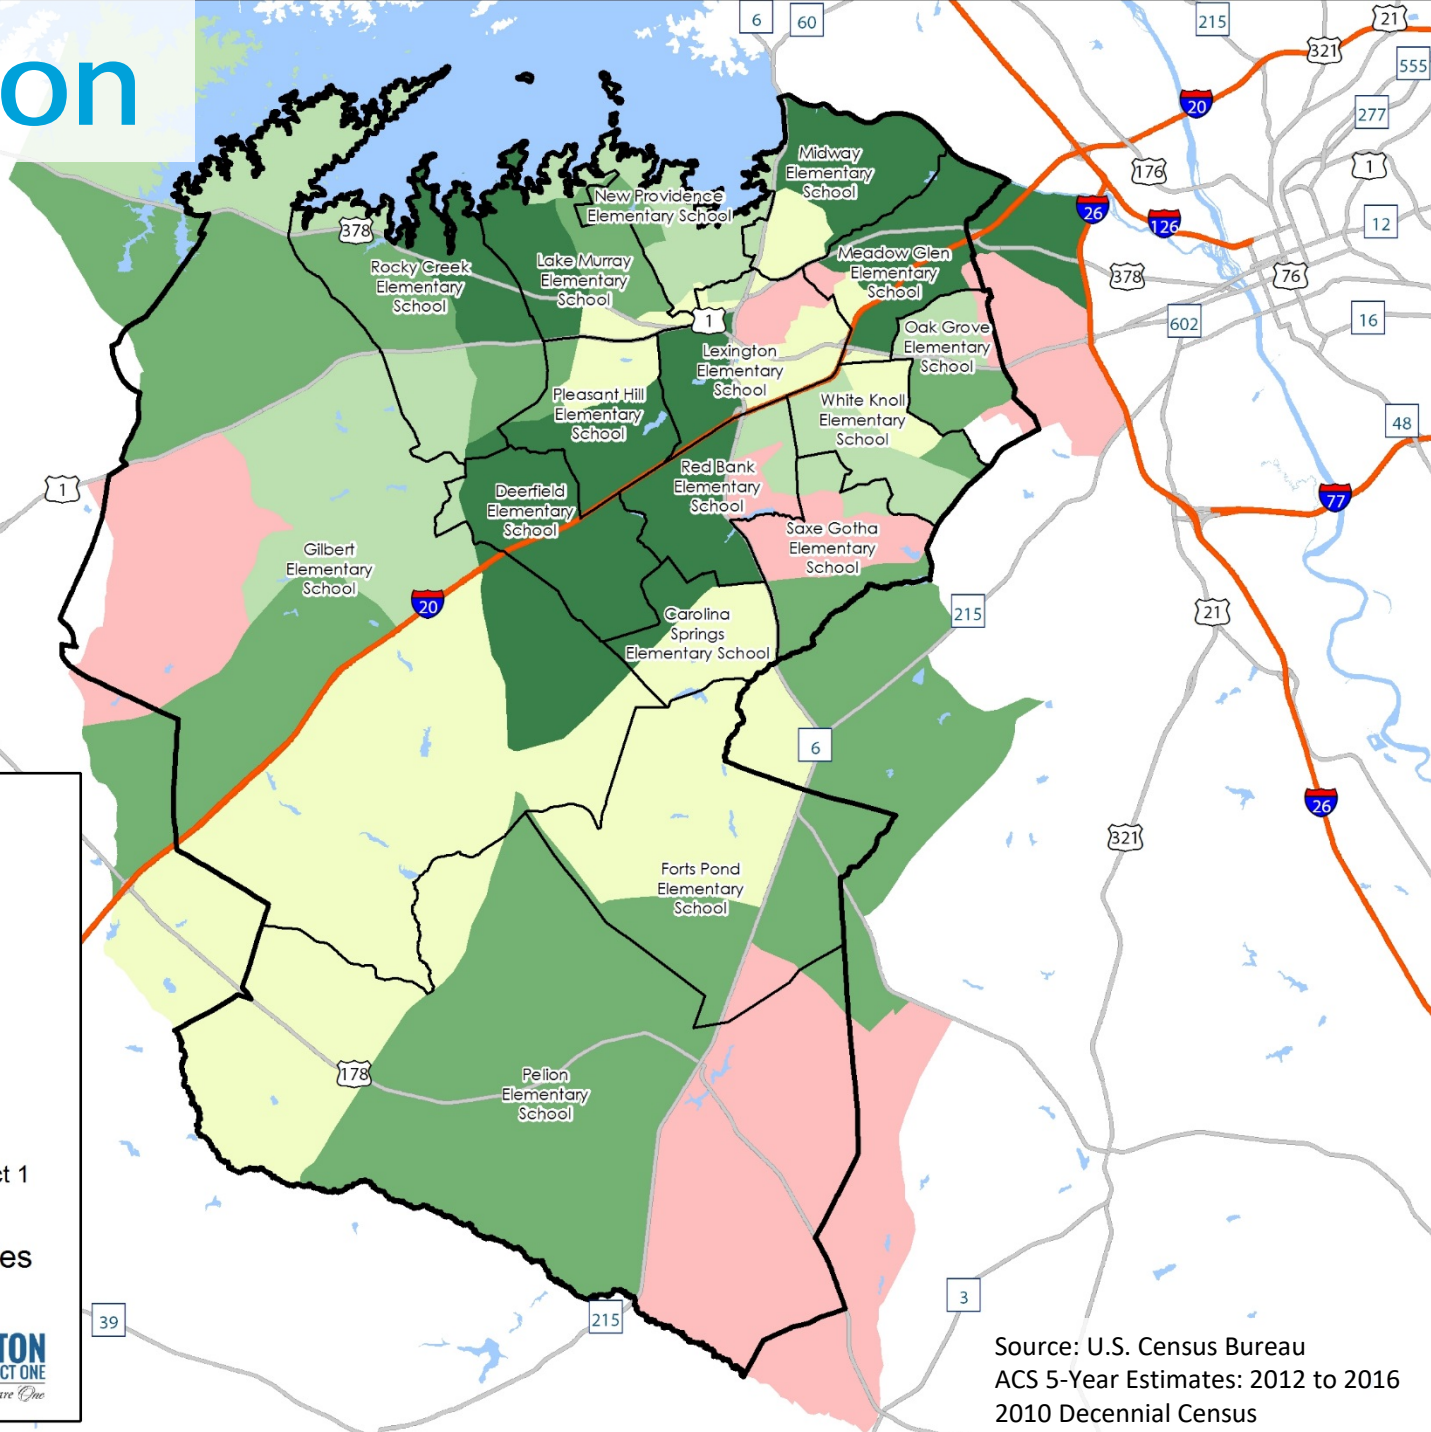 on
6
60
215
21
321
555
20
277
176
1
26
126
12
378
76
602
16
48
77
Midway
Elementary
School
New Providence
Elementary School
378
Rocky Creek
Elementary
School
Lake Murray
Elementary
School
Meadow Glen
Elementary
School
1
Oak Grove
Elementary
School
Lexington
Elementary
School
Pleasant Hill
Elementary
School
White Knoll
Elementary
School
1
Red Bank
Elementary
School
Deerfield
Elementary
School
Saxe Gotha
Elementary
School
Gilbert
Elementary
School
20
Carolina
Springs
Elementary School
215
21
6
26
321
Forts Pond
Elementary
School
178
Pelion
Elementary
School
ct 1
es
39
215
3
TON
CT ONE
are One
Source: U.S. Census Bureau
ACS 5-Year Estimates: 2012 to 2016
2010 Decennial Census